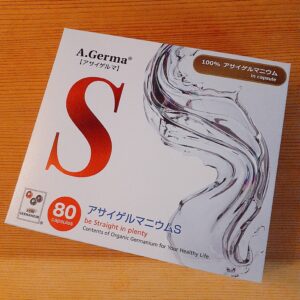 A.Germa®
【アサイゲルマ】
100% アサイゲルマニウム
in capsule
S
80
capsules
アサイゲルマニウムS
be Straight in plenty
Contents of Organic Germanium for Your Healthy Life.
ASAI
GERMANIUM